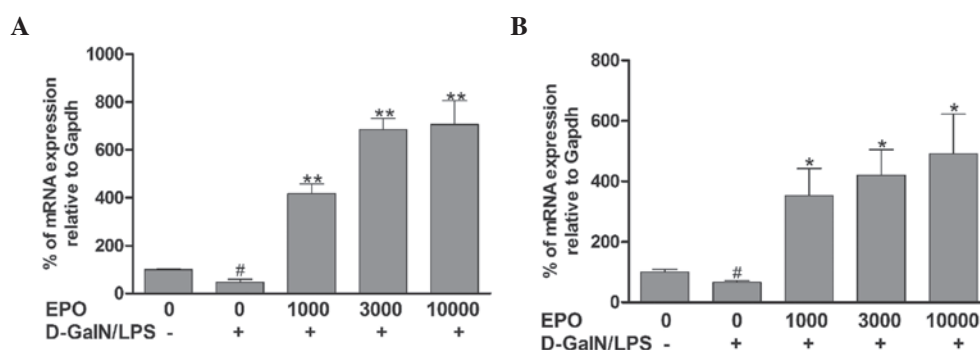 A
% of mRNA expression
relative to Gapdh
1000
800
600
400
200
0
#
**
**
**
EPO 0 0 1000 3000 10000
D-GalN/LPS - + + + +
B
% of mRNA expression
relative to Gapdh
800
600
400
200
0
#
*
*
*
EPO 0 0 1000 3000 10000
D-GalN/LPS - + + + +